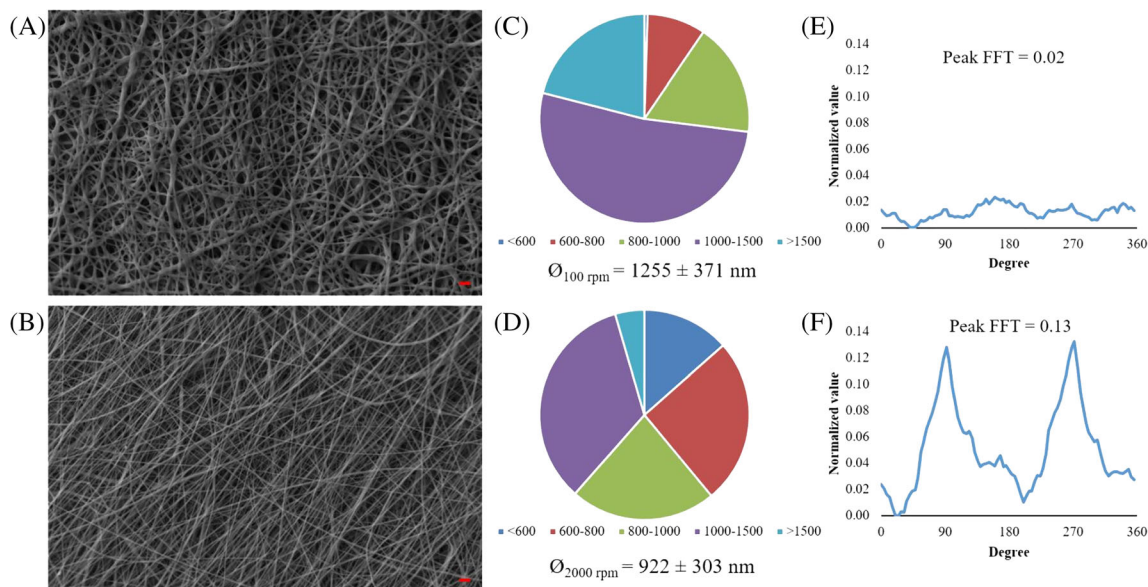 (A)
(C)
<600 600-800 800-1000 1000-1500 >1500
Ø100 rpm = 1255 ± 371 nm
(E)
Peak FFT = 0.02
Normalized value
0.14
0.12
0.10
0.08
0.06
0.04
0.02
0.00
0 90 180 270 360
Degree
(B)
(D)
<600 600-800 800-1000 1000-1500 >1500
Ø2000 rpm = 922 ± 303 nm
(F)
Peak FFT = 0.13
Normalized value
0.14
0.12
0.10
0.08
0.06
0.04
0.02
0.00
0 90 180 270 360
Degree